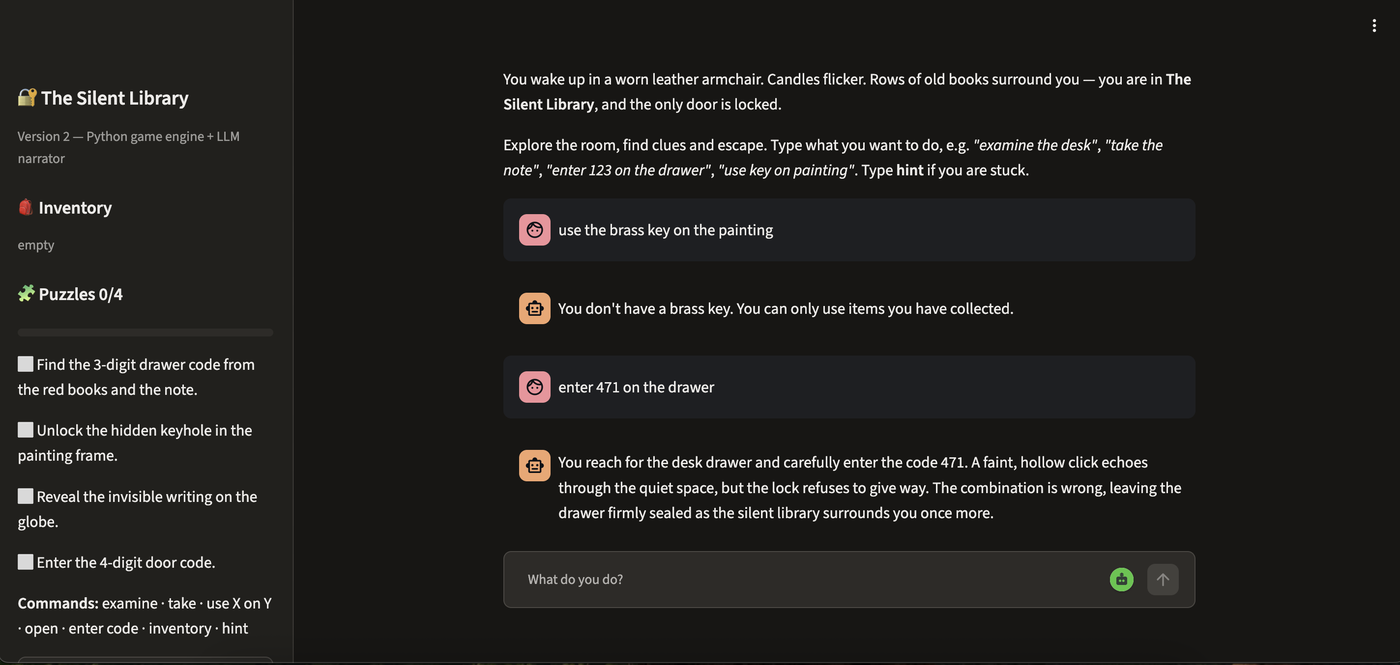 The Silent Library
Version 2 — Python game engine + LLM
narrator
Inventory
empty
Puzzles 0/4
Find the 3-digit drawer code from
the red books and the note.
Unlock the hidden keyhole in the
painting frame.
Reveal the invisible writing on the
globe.
Enter the 4-digit door code.
Commands: examine · take · use X on Y
· open · enter code · inventory · hint
You wake up in a worn leather armchair. Candles flicker. Rows of old books surround you — you are in The
Silent Library, and the only door is locked.
Explore the room, find clues and escape. Type what you want to do, e.g. "examine the desk", "take the
note", "enter 123 on the drawer", "use key on painting". Type hint if you are stuck.
use the brass key on the painting
You don't have a brass key. You can only use items you have collected.
enter 471 on the drawer
You reach for the desk drawer and carefully enter the code 471. A faint, hollow click echoes
through the quiet space, but the lock refuses to give way. The combination is wrong, leaving the
drawer firmly sealed as the silent library surrounds you once more.
What do you do?